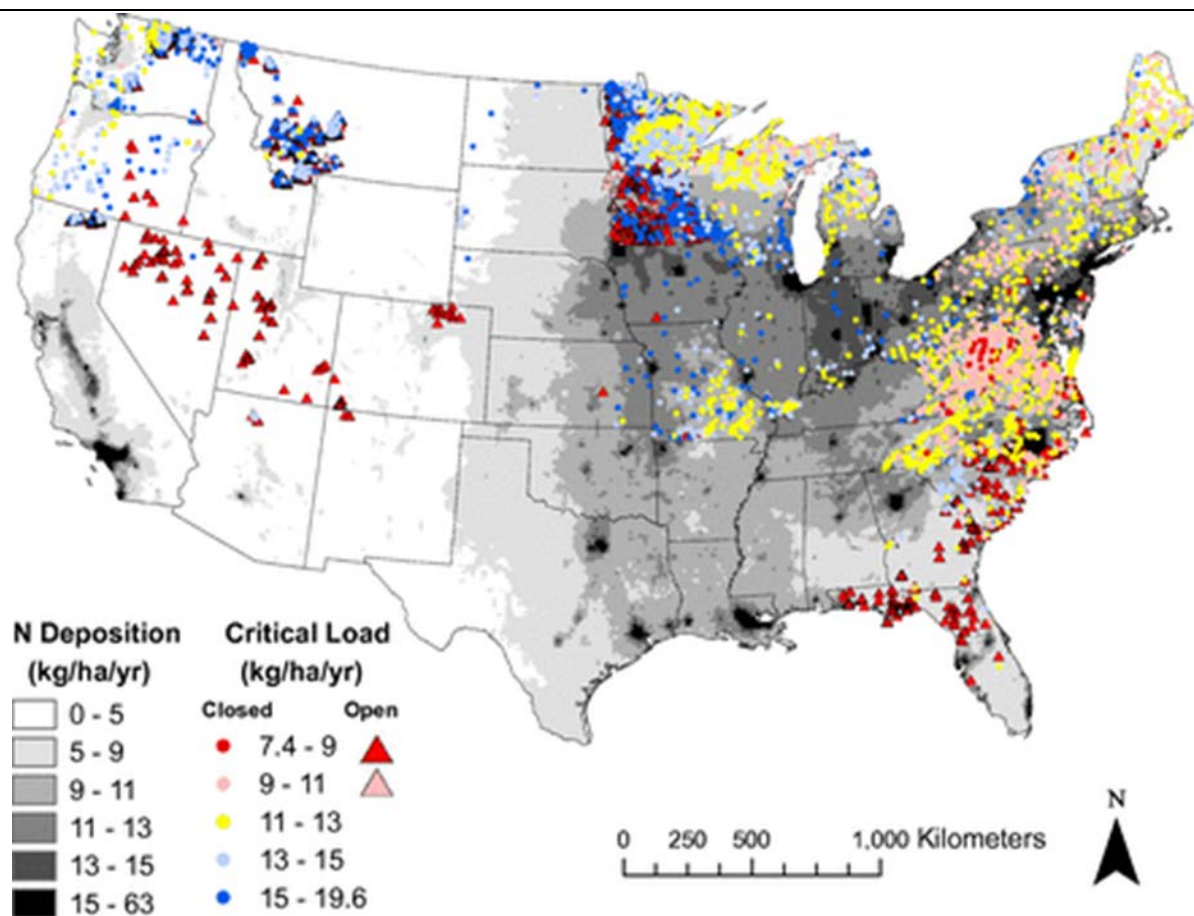 N Deposition
(kg/ha/yr)
0 - 5
5 - 9
9 - 11
11 - 13
13 - 15
15 - 63
Critical Load
(kg/ha/yr)
Closed Open
7.4 - 9
9 - 11
11 - 13
13 - 15
15 - 19.6
0 250 500 1,000 Kilometers
N